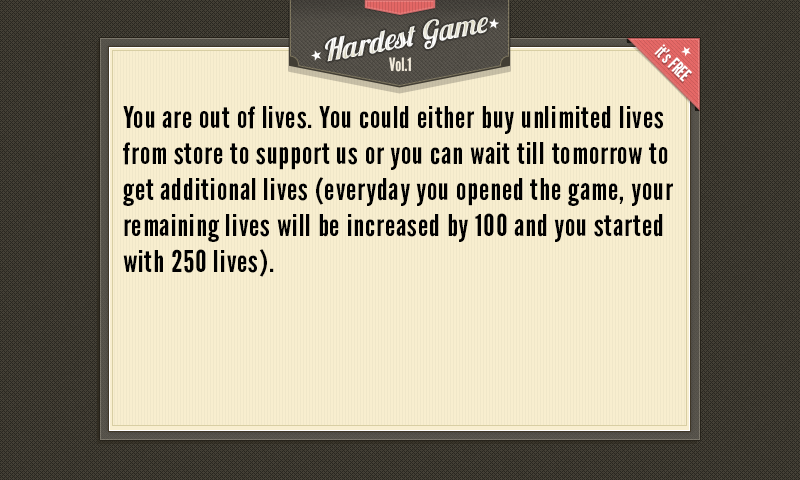 Hardest Game
Vol.1
it's FREE
You are out of lives. You could either buy unlimited lives
from store to support us or you can wait till tomorrow to
get additional lives (everyday you opened the game, your
remaining lives will be increased by 100 and you started
with 250 lives).